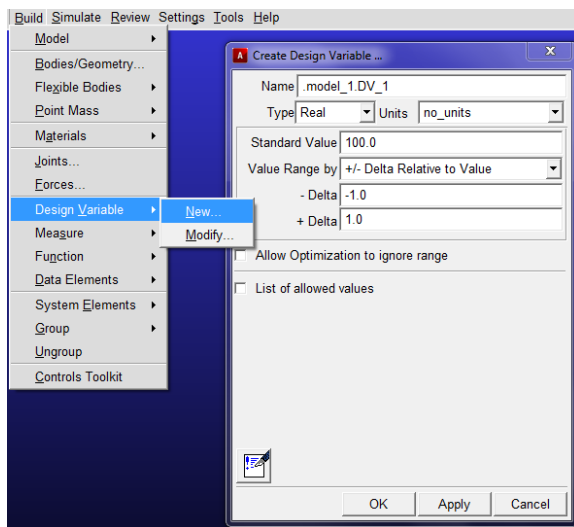 Build Simulate Review Settings Tools Help
Model
Bodies/Geometry...
Flexible Bodies
Point Mass
Materials
Joints...
Forces...
Design Variable
Measure
Function
Data Elements
System Elements
Group
Ungroup
Controls Toolkit
New...
Modify...
A Create Design Variable ... X
Name .model_1.DV_1
Type Real Units no_units
Standard Value 100.0
Value Range by +/- Delta Relative to Value
- Delta -1.0
+ Delta 1.0
Allow Optimization to ignore range
List of allowed values
OK Apply Cancel